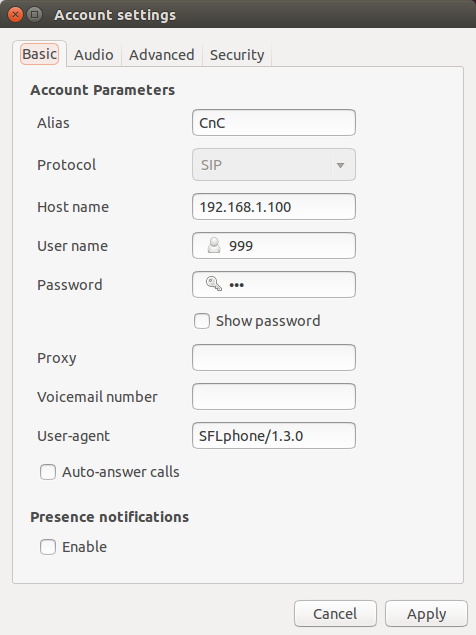 Account settings
Basic Audio Advanced Security
Account Parameters
Alias CnC
Protocol SIP
Host name 192.168.1.100
User name 999
Password •••
Show password
Proxy
Voicemail number
User-agent SFLphone/1.3.0
Auto-answer calls
Presence notifications
Enable
Cancel Apply